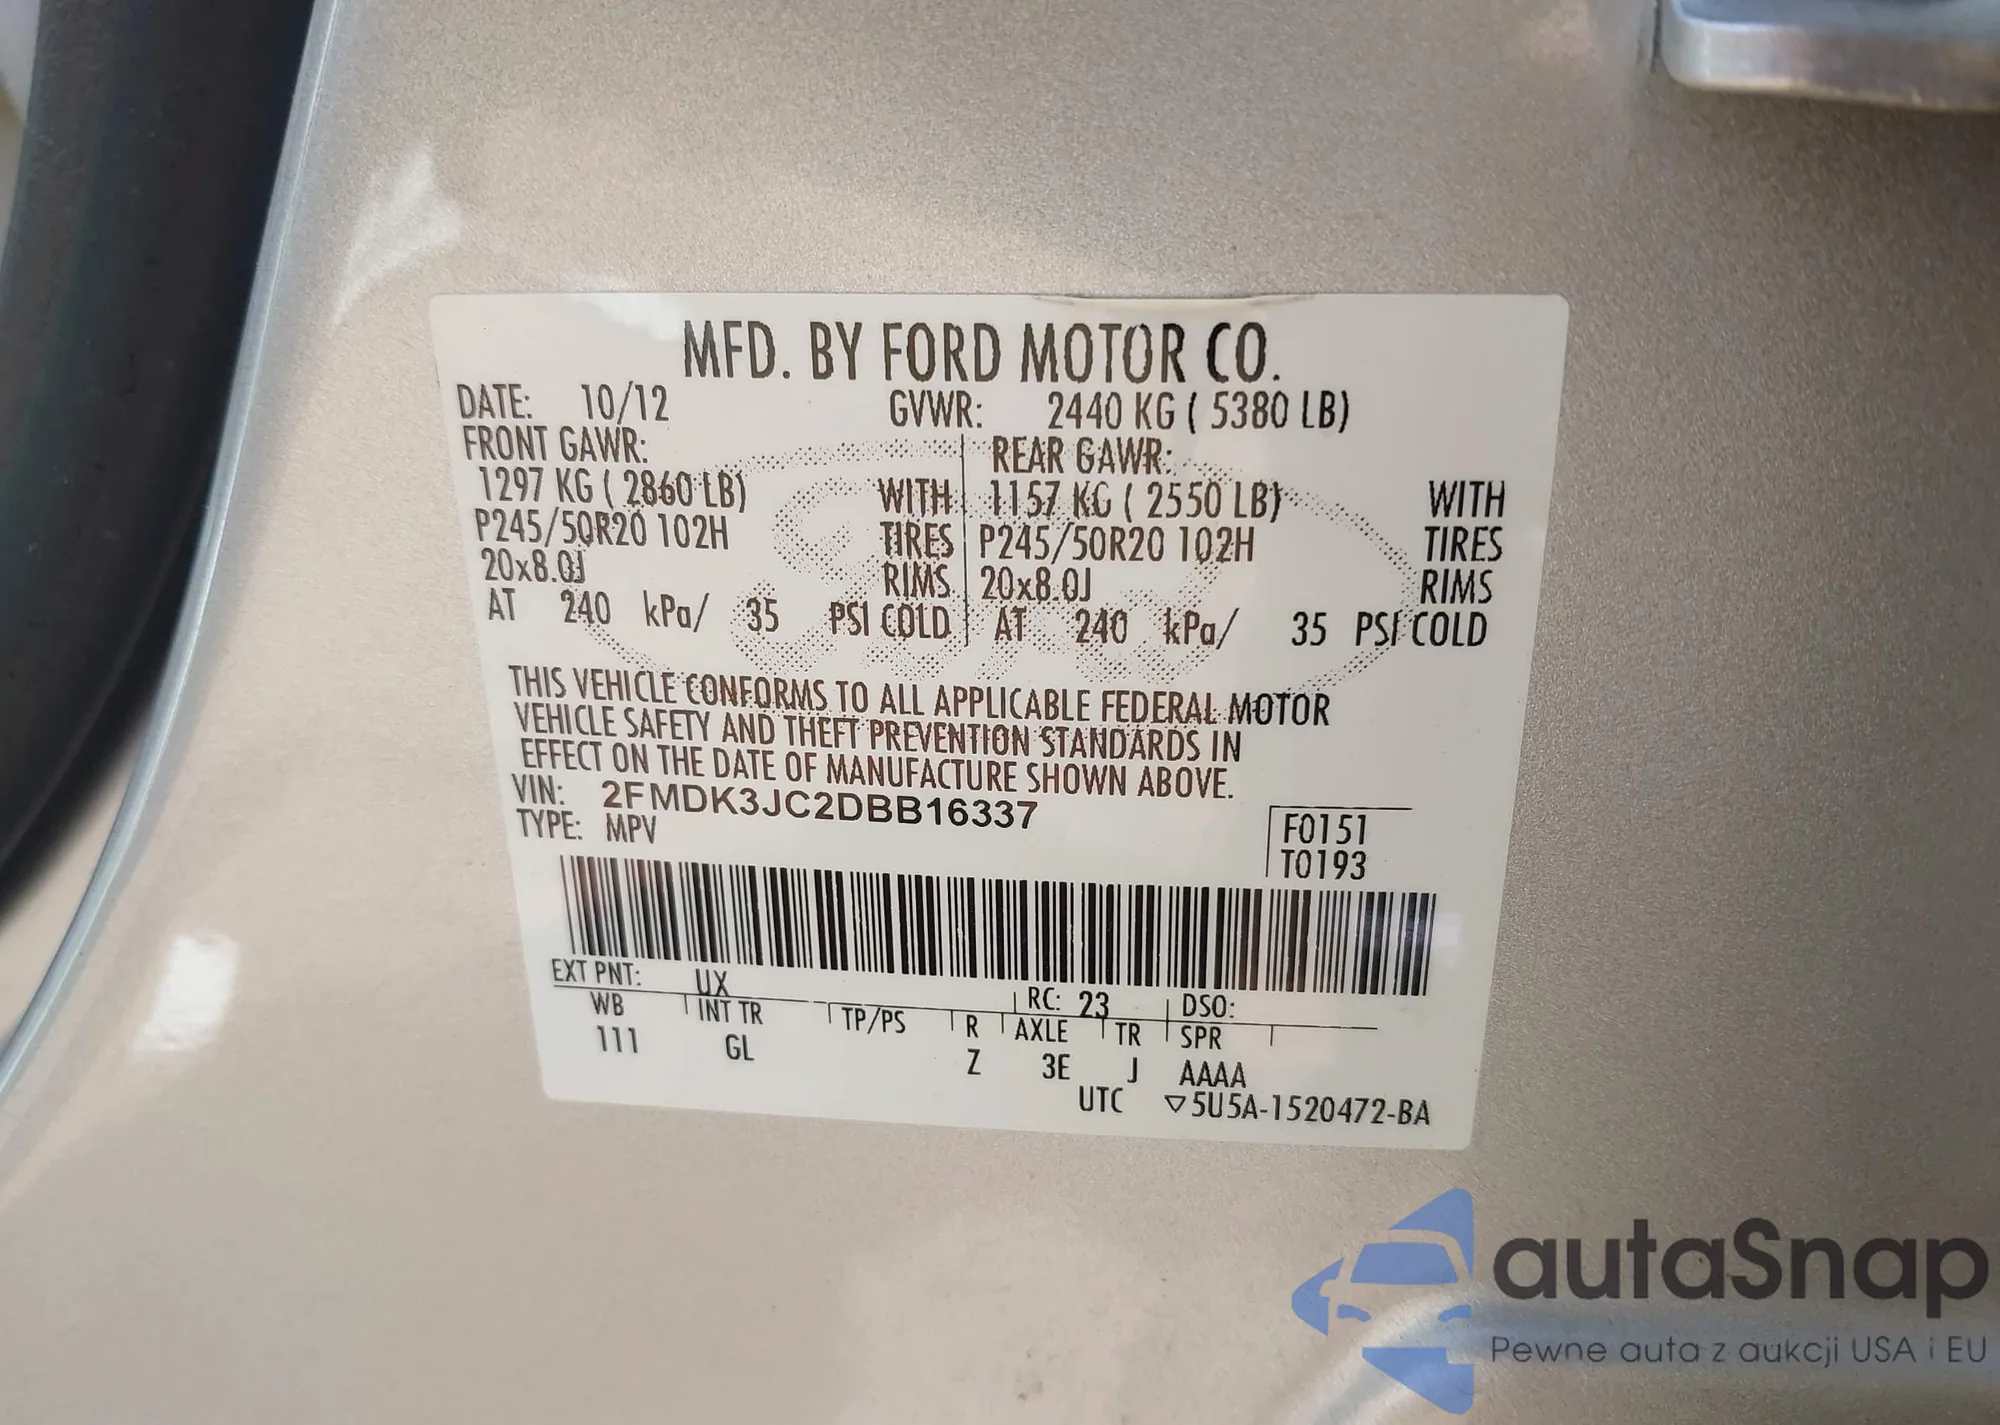 MFD. BY FORD MOTOR CO.
DATE: 10/12 GVWR: 2440 KG ( 5380 LB)
FRONT GAWR: REAR GAWR:
1297 KG ( 2860 LB) WITH 1157 KG ( 2550 LB) WITH
P245/50R20 102H TIRES P245/50R20 102H TIRES
20x8.0J RIMS 20x8.0J RIMS
AT 240 kPa/ 35 PSI COLD AT 240 kPa/ 35 PSI COLD
THIS VEHICLE CONFORMS TO ALL APPLICABLE FEDERAL MOTOR
VEHICLE SAFETY AND THEFT PREVENTION STANDARDS IN
EFFECT ON THE DATE OF MANUFACTURE SHOWN ABOVE.
VIN: 2FMDK3JC2DBB16337
TYPE: MPV
F0151
T0193
EXT PNT: UX RC: 23 DSO:
WB INT TR TP/PS R AXLE TR SPR
111 GL Z 3E J AAAA
UTC ▽5U5A-1520472-BA
autaSnap
Pewne auta z aukcji USA i EU